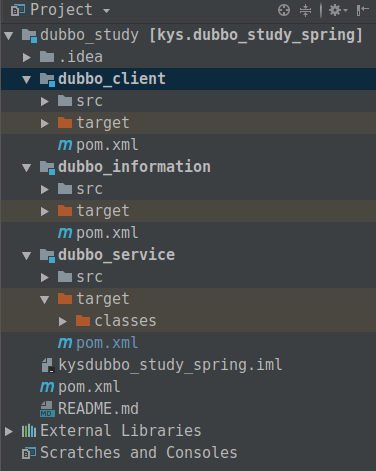 Project
dubbo_study [kys.dubbo_study_spring]
.idea
dubbo_client
src
target
pom.xml
dubbo_information
src
target
pom.xml
dubbo_service
src
target
classes
pom.xml
kysdubbo_study_spring.iml
pom.xml
README.md
External Libraries
Scratches and Consoles